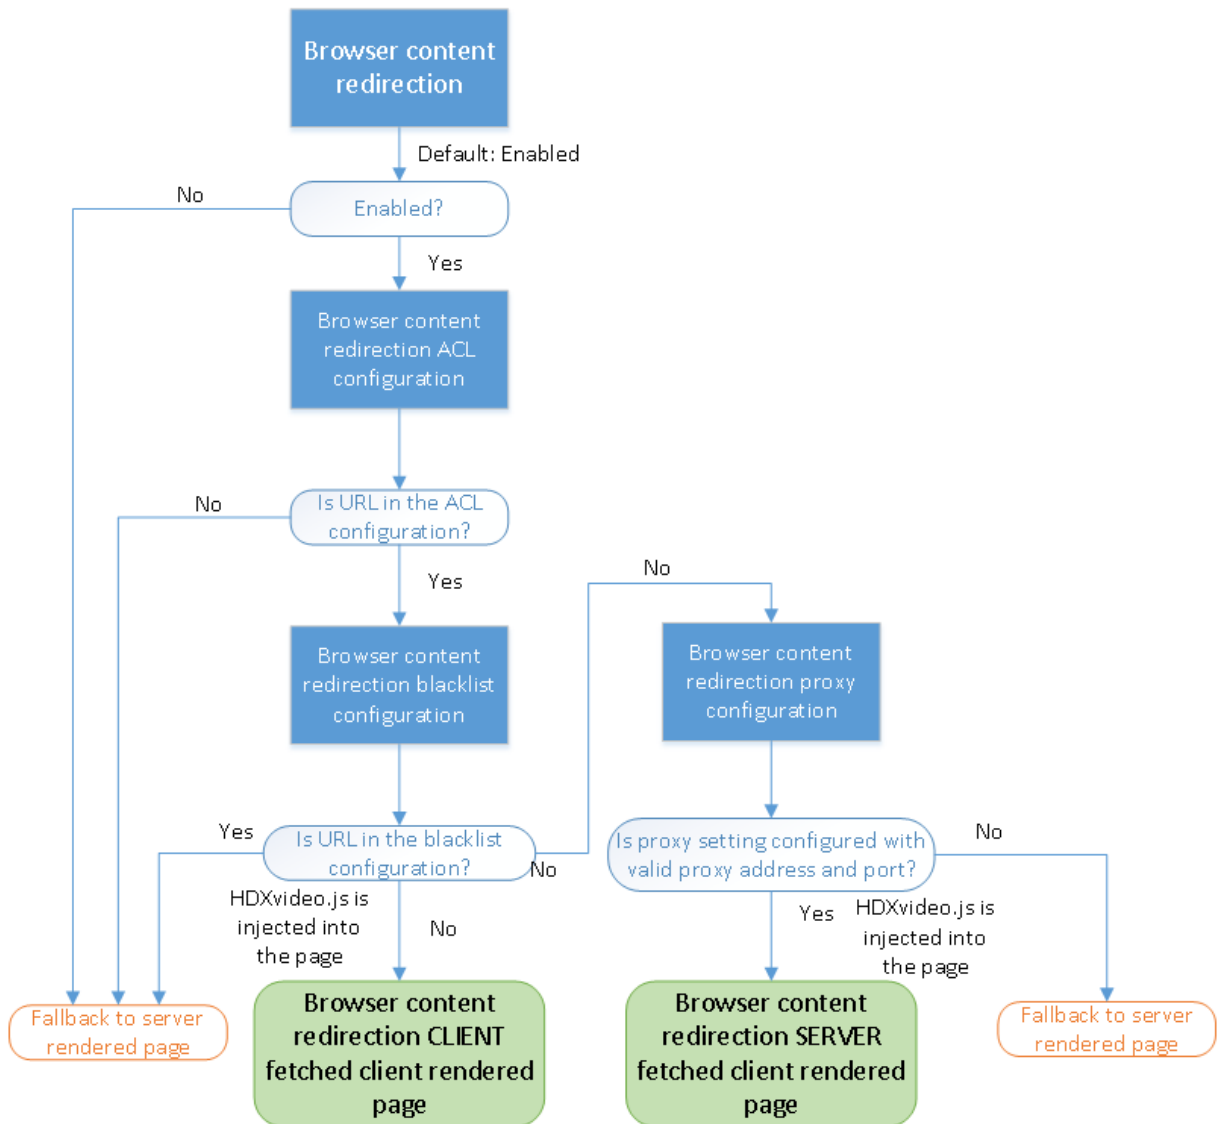 Browser content
redirection
Default: Enabled
No
Enabled?
Yes
Browser content
redirection ACL
configuration
No
Is URL in the ACL
configuration?
Yes
No
Browser content
redirection blacklist
configuration
Browser content
redirection proxy
configuration
Yes
Is URL in the blacklist
configuration?
No
Is proxy setting configured with
valid proxy address and port?
No
HDXvideo.js is
injected into
the page
No
Yes
HDXvideo.js is
injected into
the page
Fallback to server
rendered page
Browser content
redirection CLIENT
fetched client rendered
page
Browser content
redirection SERVER
fetched client rendered
page
Fallback to server
rendered page